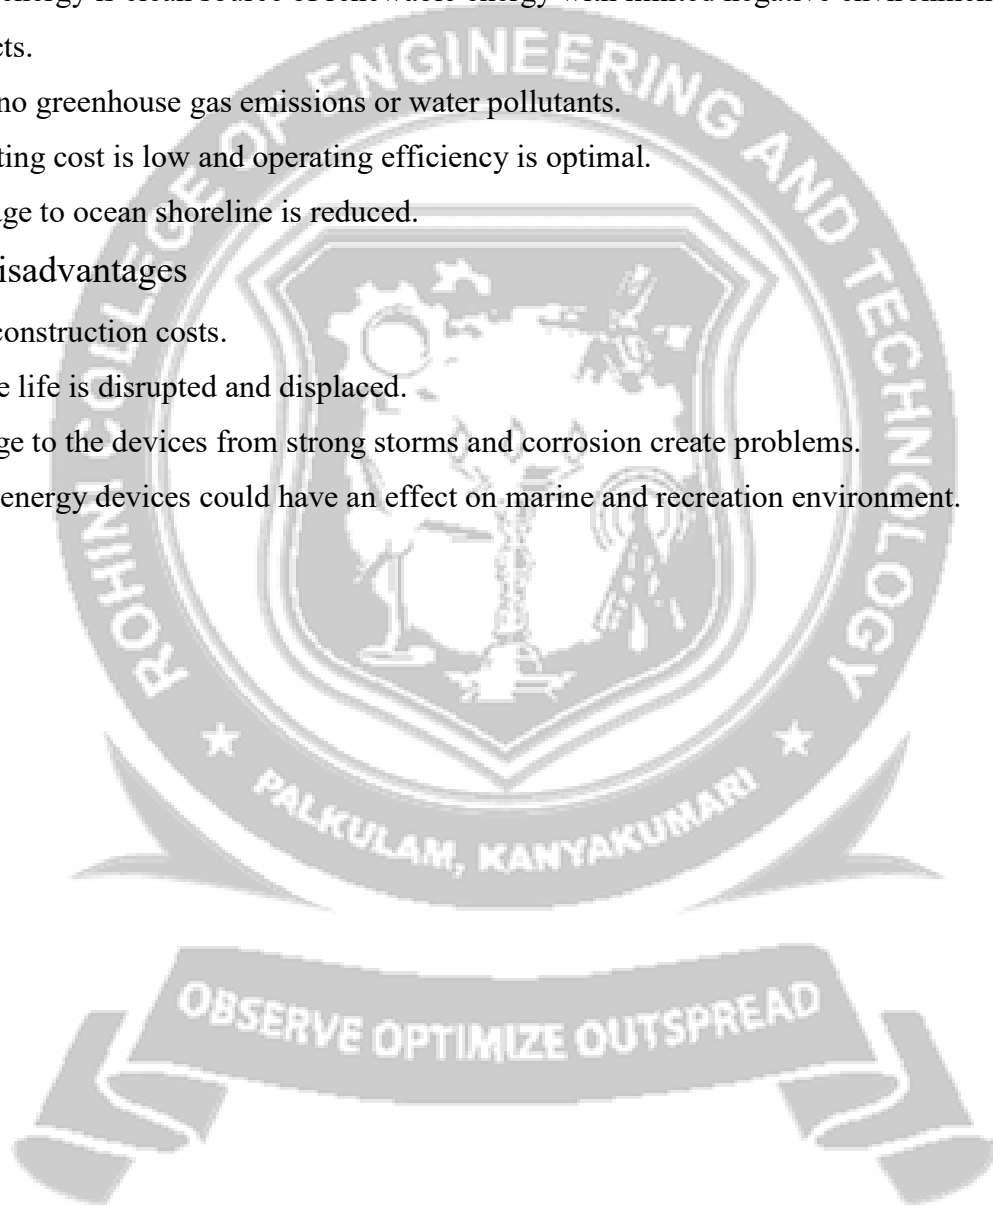 energy is clean source of renewable energy with limited negative environmen
cts.
no greenhouse gas emissions or water pollutants.
ting cost is low and operating efficiency is optimal.
age to ocean shoreline is reduced.
isadvantages
construction costs.
e life is disrupted and displaced.
ge to the devices from strong storms and corrosion create problems.
energy devices could have an effect on marine and recreation environment.
ROHINI COLLEGE OF ENGINEERING AND TECHNOLOGY
PALKULAM, KANYAKUMARI
OBSERVE OPTIMIZE OUTSPREAD